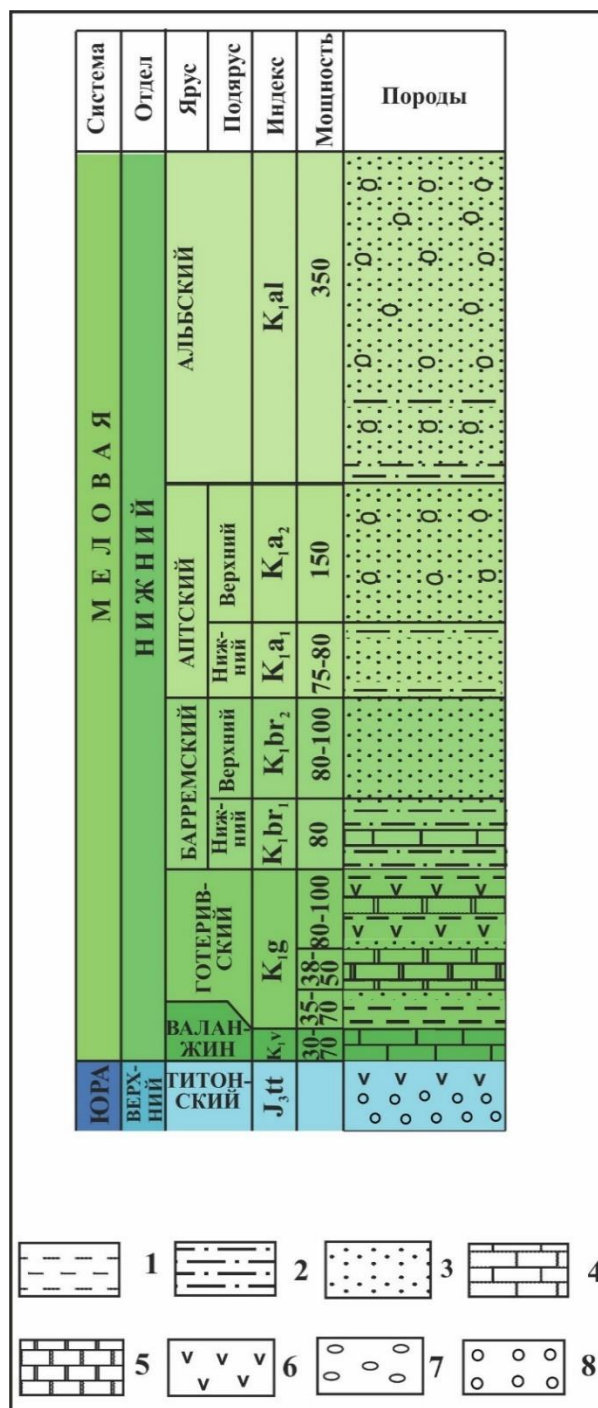 Система Отдел Ярус Подярус Индекс Мощность Породы
МЕЛОВАЯ
НИЖНИЙ
АЛЬБСКИЙ K₁al 350
АПТСКИЙ
Верхний K₁a₂ 150
Ниж-
ний
K₁a₁ 75-80
БАРРЕМСКИЙ
Верхний K₁br₂ 80-100
Ниж-
ний
K₁br₁ 80
ГОТЕРИВ-
СКИЙ
K₁g
80-100
38-
50
35-
70
ВАЛАН-
ЖИН
K₁v
30-
70
ЮРА
ВЕРХ-
НИЙ
ТИТОН-
СКИЙ
J₃tt
1 2 3 4
5 6 7 8